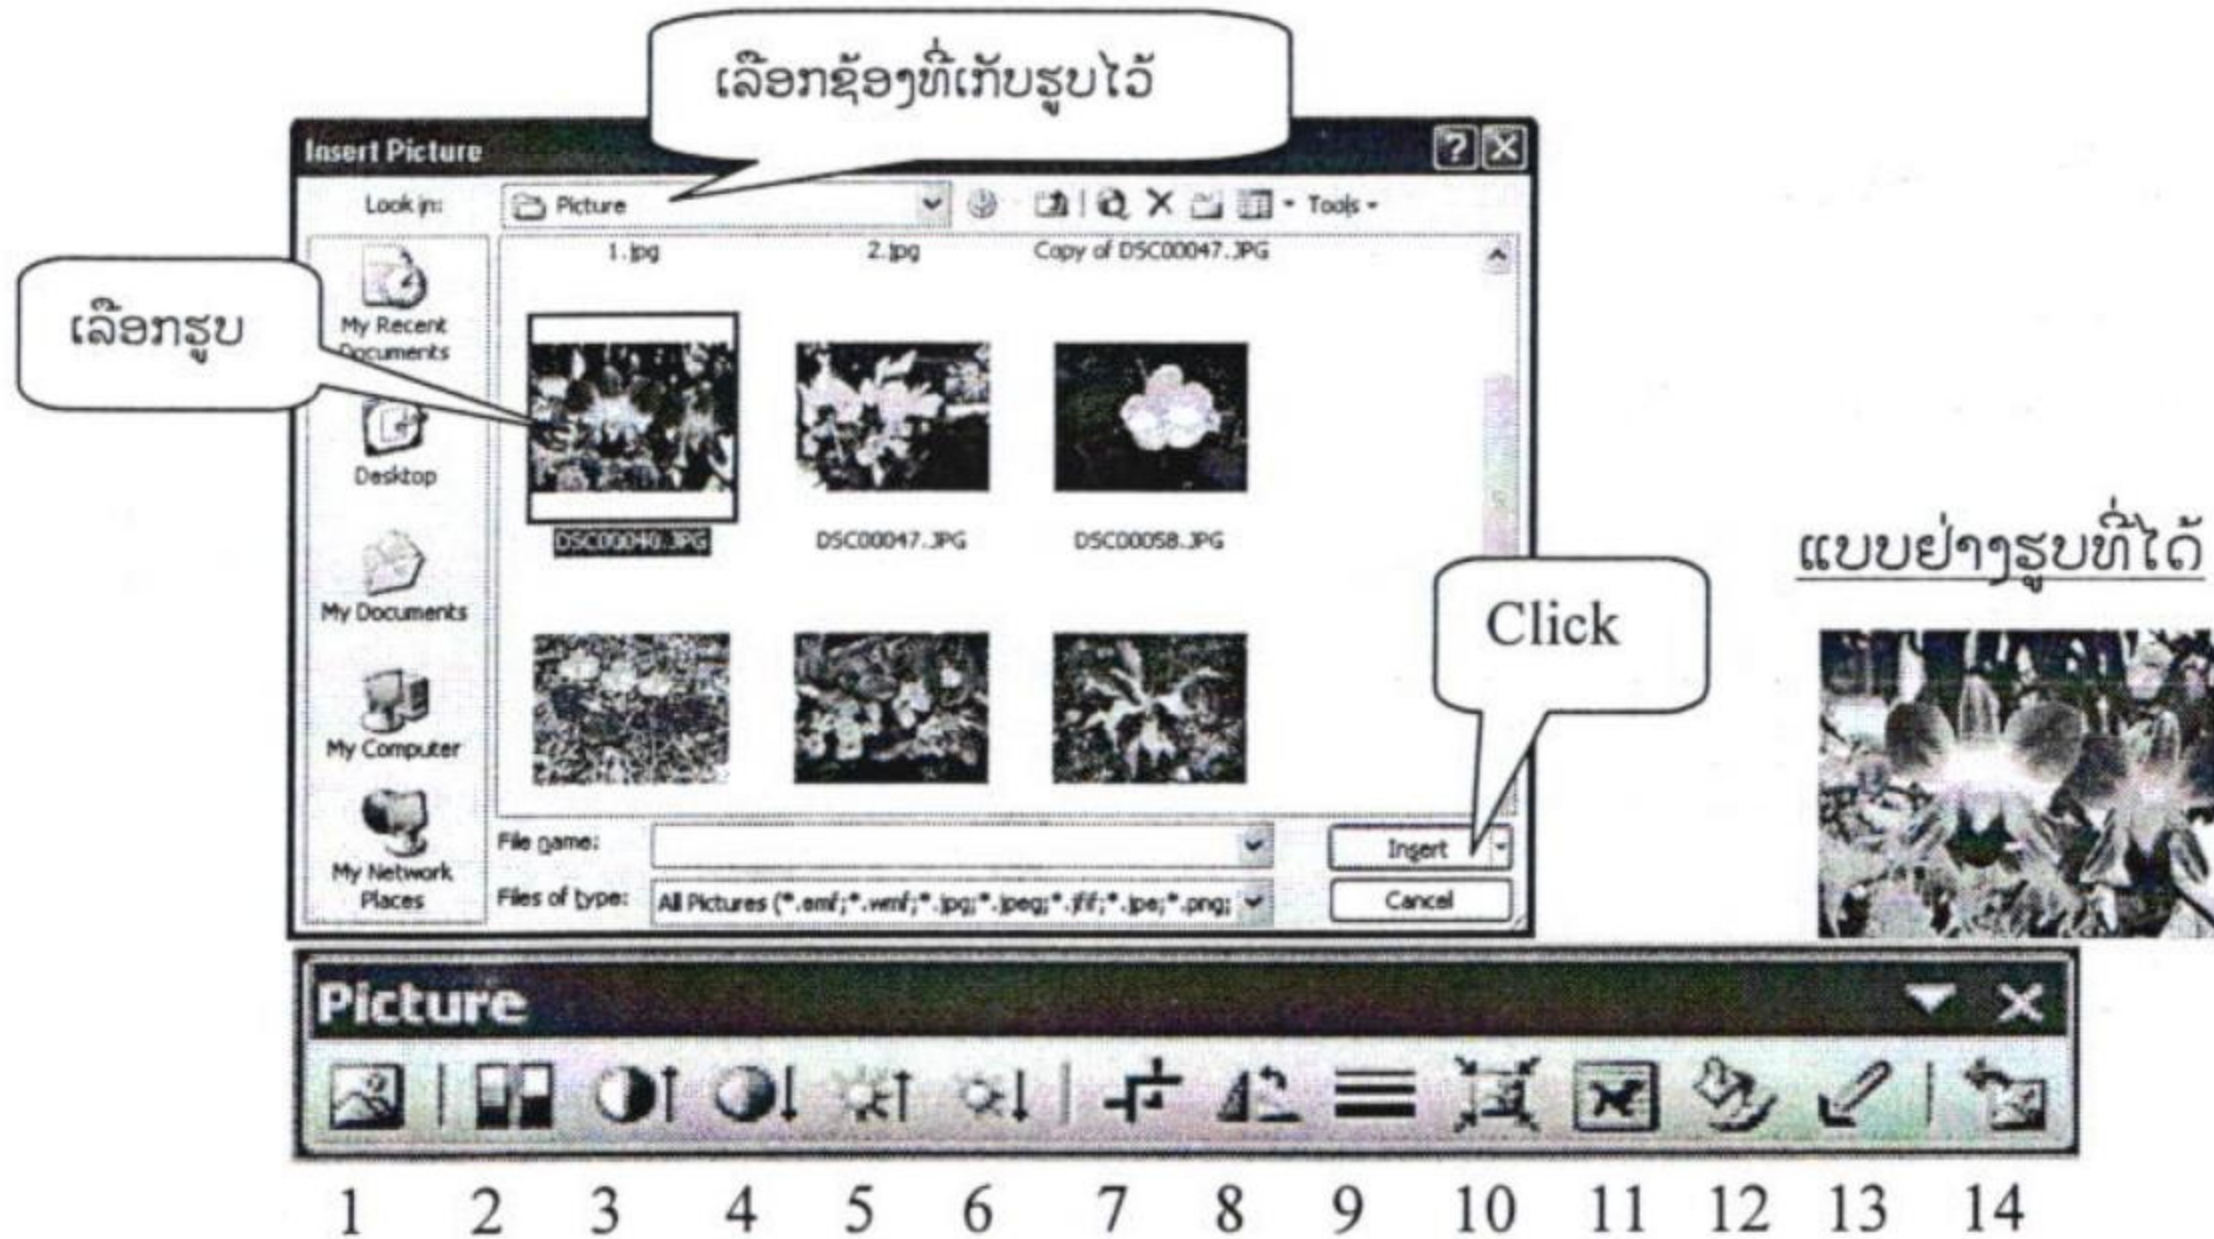 ເລືອກຊ້ອງທີ່ເກັບຮູບໄວ້
Insert Picture
Look in:
Picture
Tools
1.jpg
2.jpg
Copy of DSC00047.JPG
ເລືອກຮູບ
My Recent
Documents
Desktop
My Documents
My Computer
My Network
Places
DSC00040.JPG
DSC00047.JPG
DSC00058.JPG
ແບບຢ່າງຮູບທີ່ໄດ້
Click
File name:
Insert
Files of type:
All Pictures (*.emf;*.wmf;*.jpg;*.jpeg;*.jfif;*.jpe;*.png;
Cancel
Picture
1 2 3 4 5 6 7 8 9 10 11 12 13 14